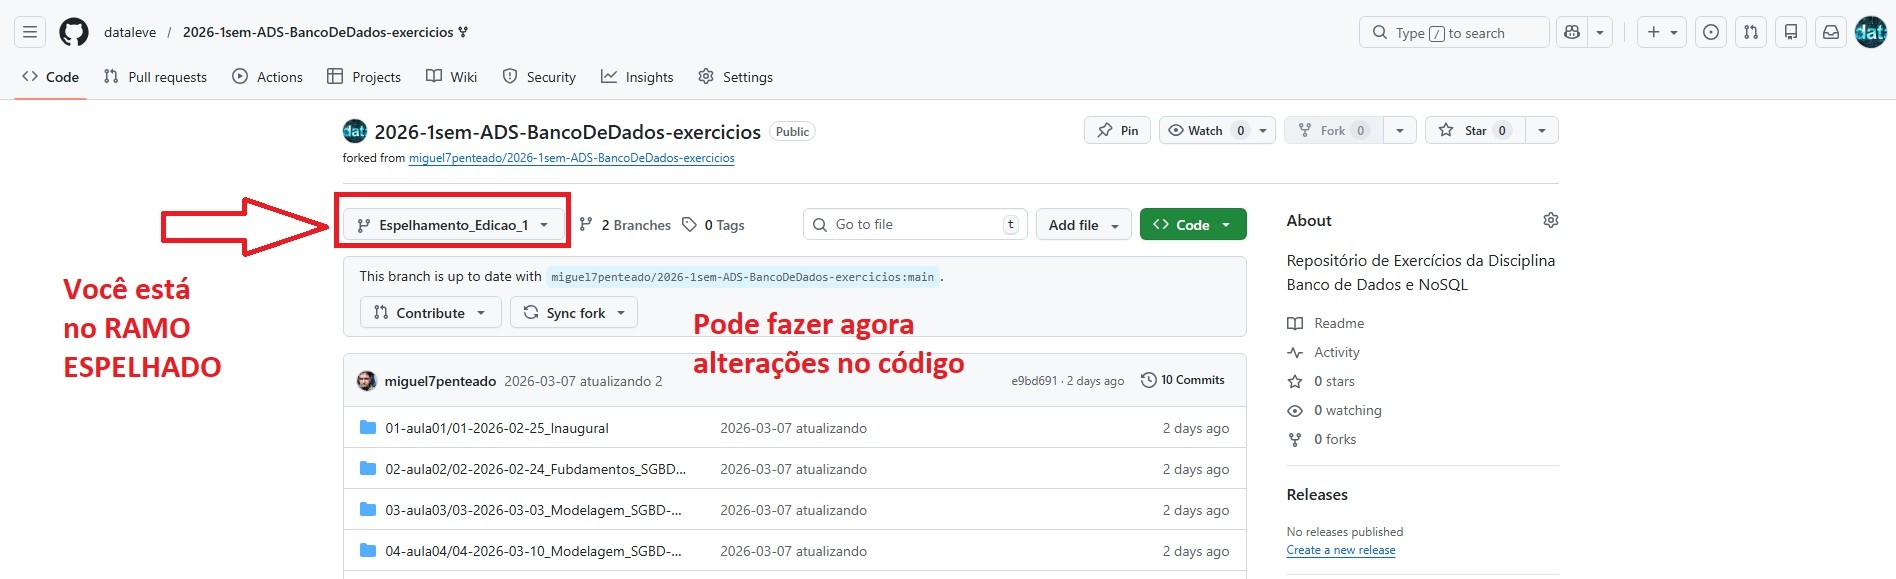 dataleve / 2026-1sem-ADS-BancoDeDados-exercicios
Type / to search
Code Pull requests Actions Projects Wiki Security Insights Settings
dat 2026-1sem-ADS-BancoDeDados-exercicios Public
Pin Watch 0 Fork 0 Star 0
forked from miguel7penteado/2026-1sem-ADS-BancoDeDados-exercicios
Espelhamento_Edicao_1 2 Branches 0 Tags Go to file t Add file Code
This branch is up to date with miguel7penteado/2026-1sem-ADS-BancoDeDados-exercicios:main .
Contribute Sync fork
Você está
no RAMO
ESPELHADO
Pode fazer agora
alterações no código
miguel7penteado 2026-03-07 atualizando 2 e9bd691 · 2 days ago 10 Commits
01-aula01/01-2026-02-25_Inaugural 2026-03-07 atualizando 2 days ago
02-aula02/02-2026-02-24_Fubdamentos_SGBD... 2026-03-07 atualizando 2 days ago
03-aula03/03-2026-03-03_Modelagem_SGBD-... 2026-03-07 atualizando 2 days ago
04-aula04/04-2026-03-10_Modelagem_SGBD-... 2026-03-07 atualizando 2 days ago
About
Repositório de Exercícios da Disciplina
Banco de Dados e NoSQL
Readme
Activity
0 stars
0 watching
0 forks
Releases
No releases published
Create a new release